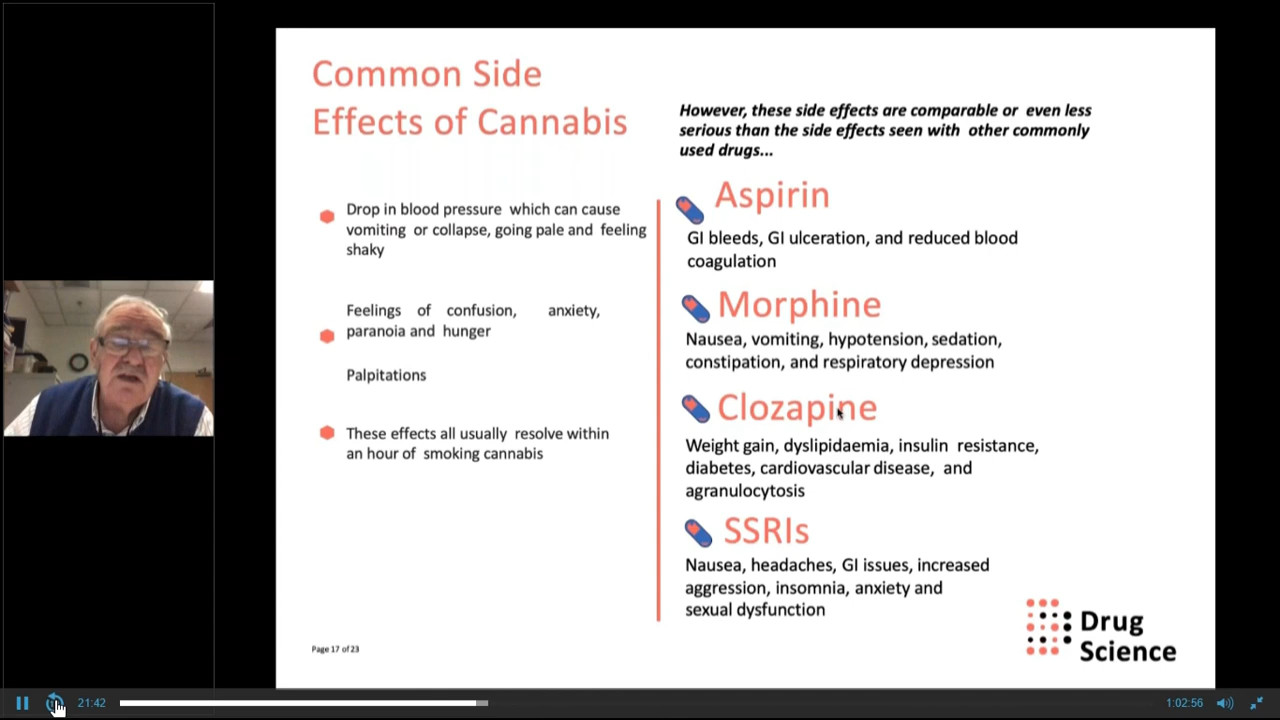 Common Side
Effects of Cannabis
Drop in blood pressure which can cause
vomiting or collapse, going pale and feeling
shaky
Feelings of confusion, anxiety,
paranoia and hunger
Palpitations
These effects all usually resolve within
an hour of smoking cannabis
However, these side effects are comparable or even less
serious than the side effects seen with other commonly
used drugs...
Aspirin
GI bleeds, GI ulceration, and reduced blood
coagulation
Morphine
Nausea, vomiting, hypotension, sedation,
constipation, and respiratory depression
Clozapine
Weight gain, dyslipidaemia, insulin resistance,
diabetes, cardiovascular disease, and
agranulocytosis
SSRIs
Nausea, headaches, GI issues, increased
aggression, insomnia, anxiety and
sexual dysfunction
Page 17 of 23
Drug
Science
21:42
1:02:56